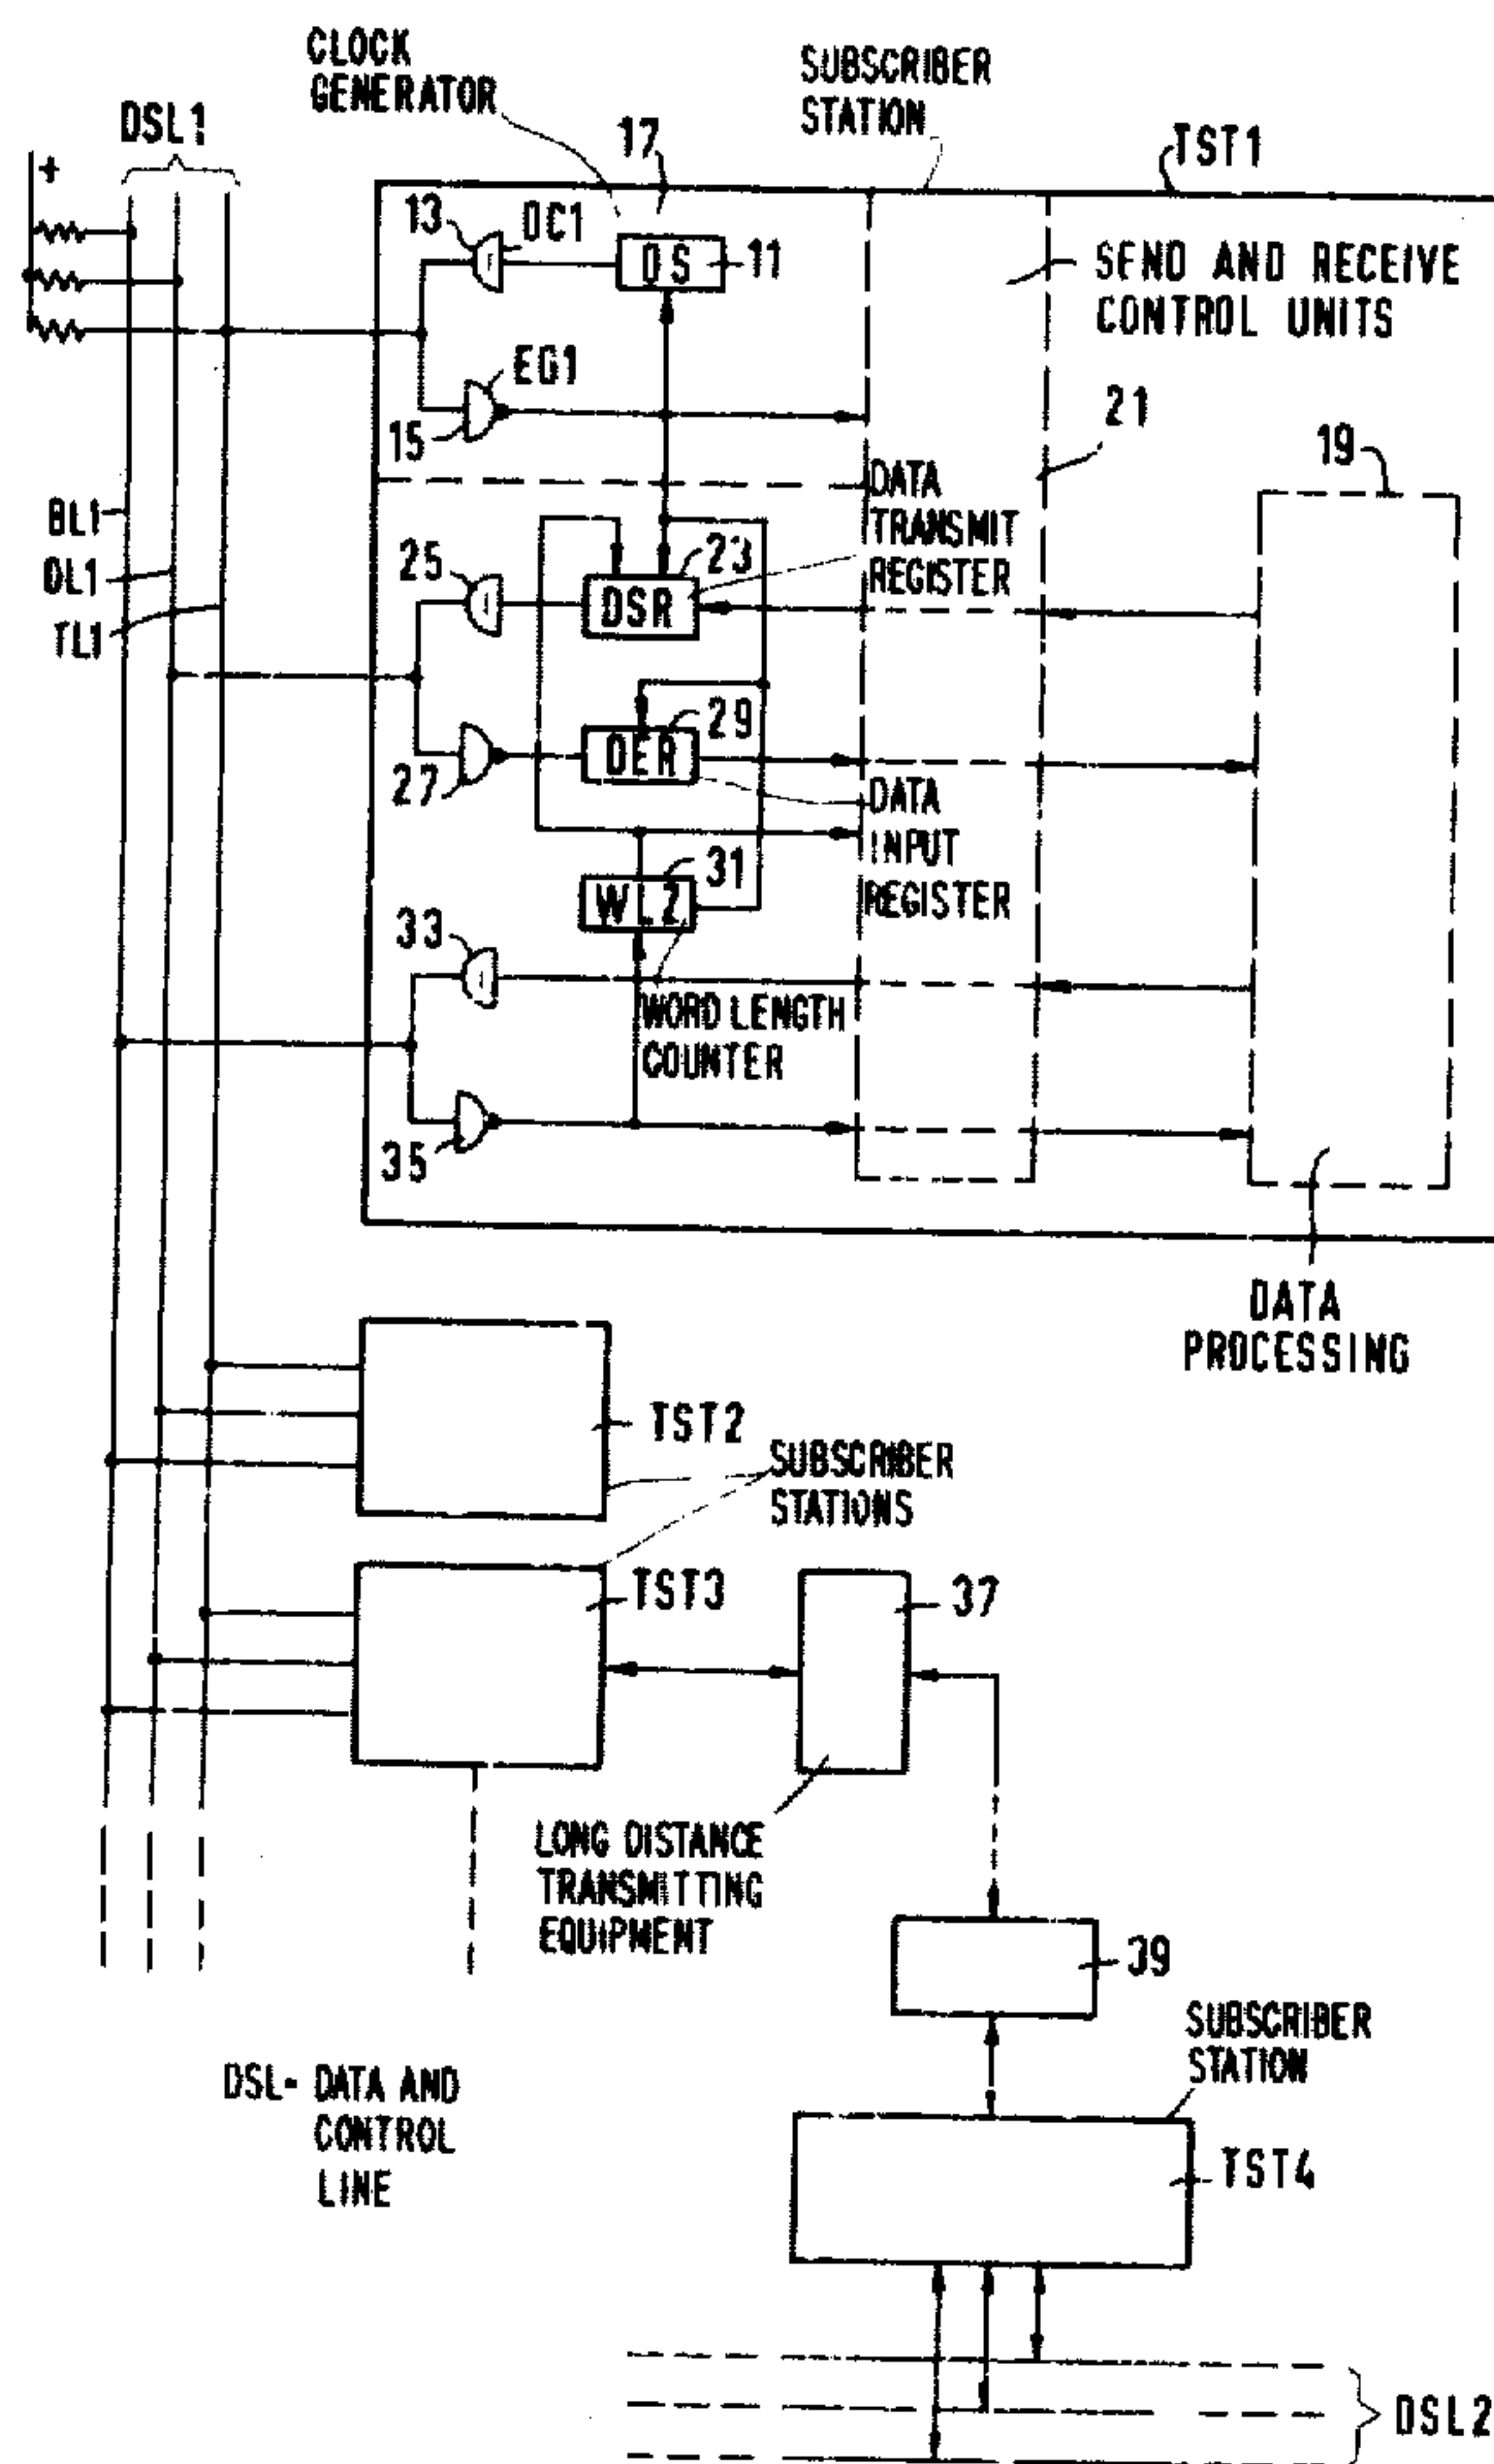 CLOCK
GENERATOR
SUBSCRIBER
STATION
DSL1
17
TST1
+
13
OC1
OS
11
SEND AND RECEIVE
CONTROL UNITS
EG1
15
21
19
DATA
TRANSMIT
REGISTER
BL1
DL1
TL1
25
23
DSR
29
DER
27
DATA
INPUT
REGISTER
31
WLZ
33
WORD LENGTH
COUNTER
35
DATA
PROCESSING
TST2
SUBSCRIBER
STATIONS
TST3
37
LONG DISTANCE
TRANSMITTING
EQUIPMENT
39
SUBSCRIBER
STATION
DSL- DATA AND
CONTROL
LINE
TST4
DSL2